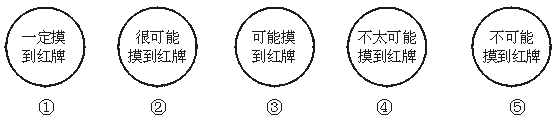 一定摸
到红牌
很可能
摸到红牌
可能摸
到红牌
不太可能
摸到红牌
不可能
摸到红牌
① ② ③ ④ ⑤